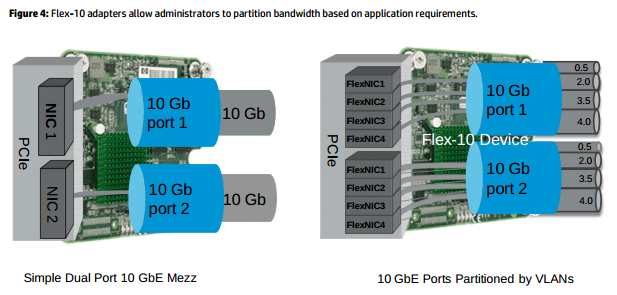 Figure 4: Flex-10 adapters allow administrators to partition bandwidth based on application requirements.
PCIe
NIC 1
NIC 2
10 Gb
port 1
10 Gb
10 Gb
port 2
10 Gb
Simple Dual Port 10 GbE Mezz
PCIe
FlexNIC1
FlexNIC2
FlexNIC3
FlexNIC4
FlexNIC1
FlexNIC2
FlexNIC3
FlexNIC4
10 Gb
port 1
Flex-10 Device
10 Gb
port 2
0.5
2.0
3.5
4.0
0.5
2.0
3.5
4.0
10 GbE Ports Partitioned by VLANs